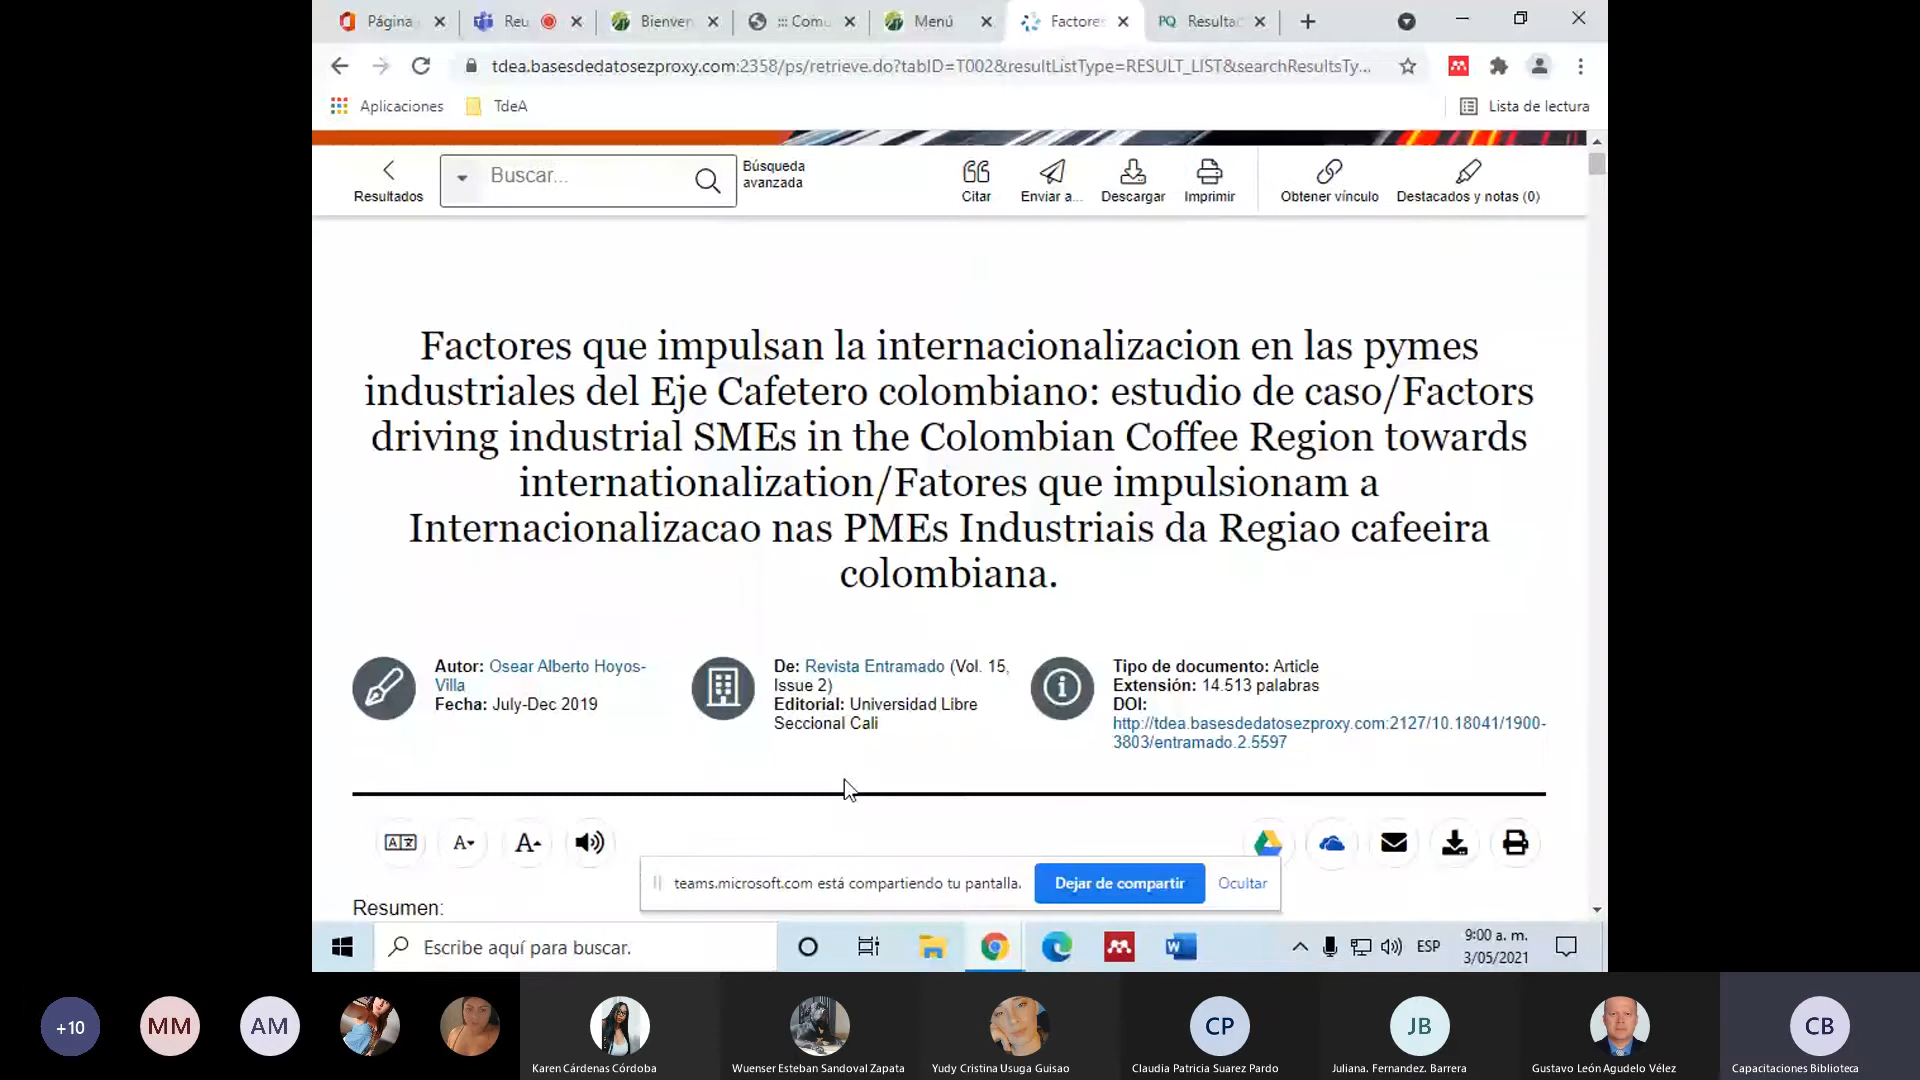 Página
Reu
Bienver
::: Comu
Menú
Factores
PQ Resultac
tdea.basesdedatosezproxy.com:2358/ps/retrieve.do?tabID=T002&resultListType=RESULT_LIST&searchResultsTy...
Aplicaciones
TdeA
Lista de lectura
Resultados
Buscar...
Búsqueda
avanzada
Citar
Enviar a...
Descargar
Imprimir
Obtener vínculo
Destacados y notas (0)
Factores que impulsan la internacionalizacion en las pymes
industriales del Eje Cafetero colombiano: estudio de caso/Factors
driving industrial SMEs in the Colombian Coffee Region towards
internationalization/Fatores que impulsionam a
Internacionalizacao nas PMEs Industriais da Regiao cafeeira
colombiana.
Autor: Osear Alberto Hoyos-
Villa
Fecha: July-Dec 2019
De: Revista Entramado (Vol. 15,
Issue 2)
Editorial: Universidad Libre
Seccional Cali
Tipo de documento: Article
Extensión: 14.513 palabras
DOI:
http://tdea.basesdedatosezproxy.com:2127/10.18041/1900-
3803/entramado.2.5597
A
A
teams.microsoft.com está compartiendo tu pantalla.
Dejar de compartir
Ocultar
Resumen:
Escribe aquí para buscar.
ESP
9:00 a. m.
3/05/2021
+10
MM
AM
CP
JB
CB
Karen Cárdenas Córdoba
Wuenser Esteban Sandoval Zapata
Yudy Cristina Usuga Guisao
Claudia Patricia Suarez Pardo
Juliana. Fernandez. Barrera
Gustavo León Agudelo Vélez
Capacitaciones Biblioteca